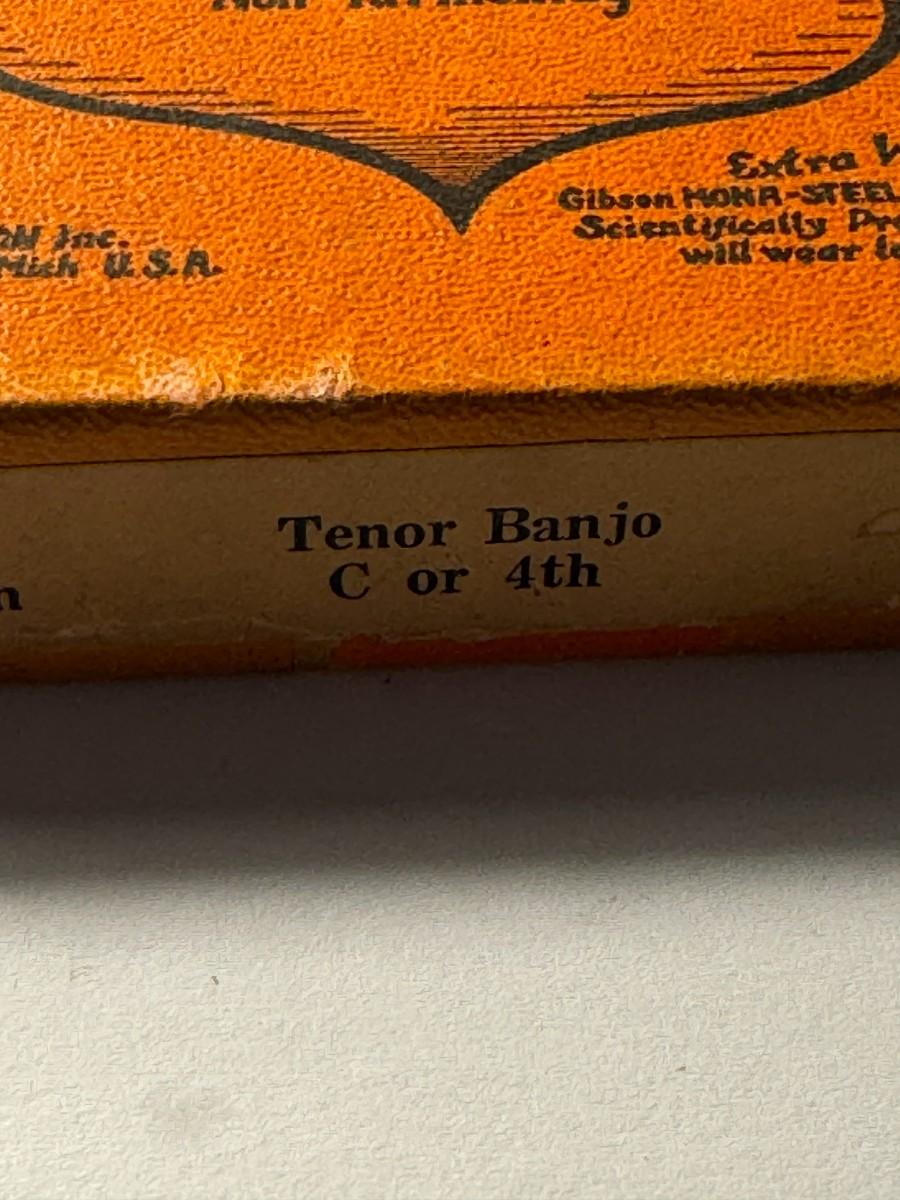 Inc.
Mich U.S.A.
Extra
Gibson MONA-STEEL
Scientifically
will wear
Tenor Banjo
C or 4th